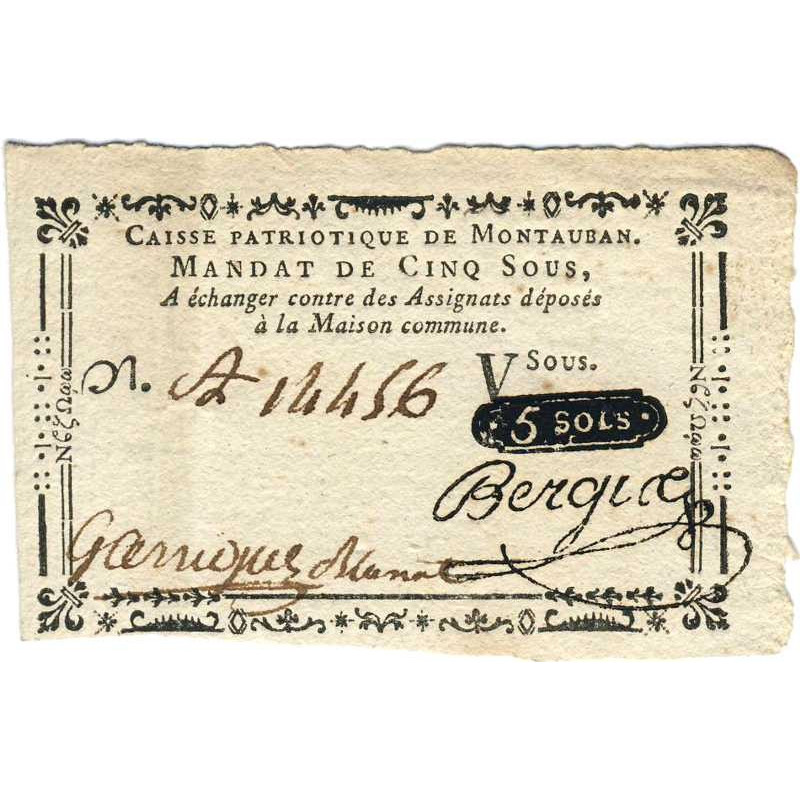 CAISSE PATRIOTIQUE DE MONTAUBAN.
MANDAT DE CINQ SOUS,
A échanger contre des Assignats déposés
à la Maison commune.
N. A 14456
V SOUS.
5 SOLS
Garrigues